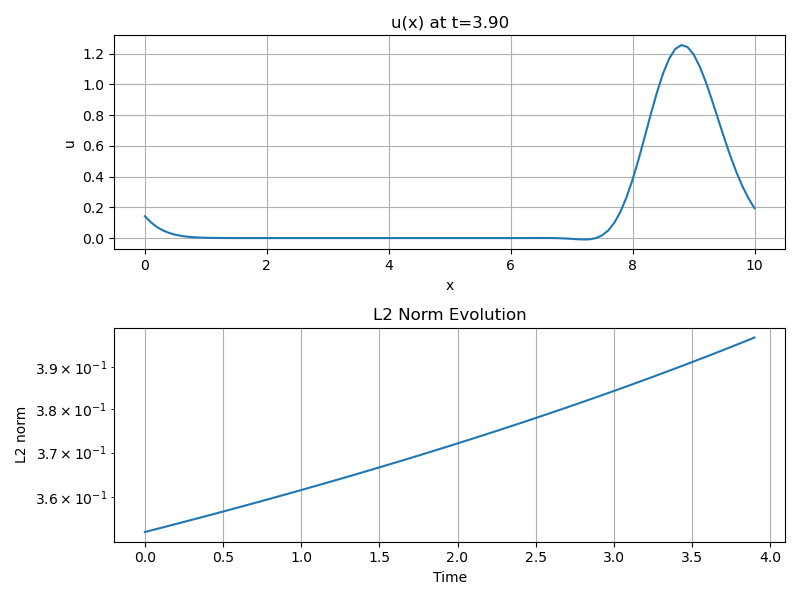 u(x) at t=3.90
u
1.2
1.0
0.8
0.6
0.4
0.2
0.0
0 2 4 6 8 10
x
L2 Norm Evolution
L2 norm
3.9 × 10⁻¹
3.8 × 10⁻¹
3.7 × 10⁻¹
3.6 × 10⁻¹
0.0 0.5 1.0 1.5 2.0 2.5 3.0 3.5 4.0
Time